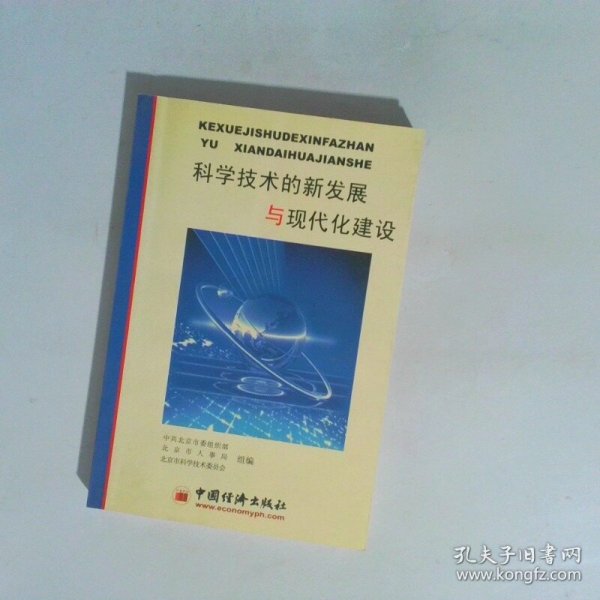 KEXUEJISHUDEXINFAZHAN
YU XIANDAIHUAJIANSHE
科学技术的新发展
与现代化建设
中共北京市委组织部
北京市人事局
北京市科学技术委员会
组编
中国经济出版社
www.economyph.com
孔夫子旧书网
www.kongfz.com